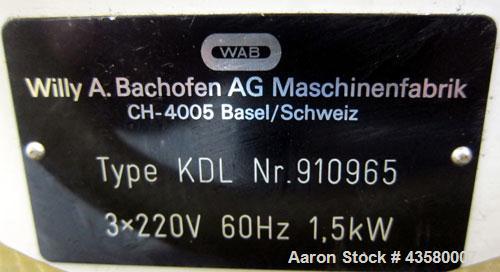 WAB
Willy A. Bachofen AG Maschinenfabrik
CH-4005 Basel/Schweiz
Type KDL Nr.910965
3×220V 60Hz 1,5kW
Aaron Stock #